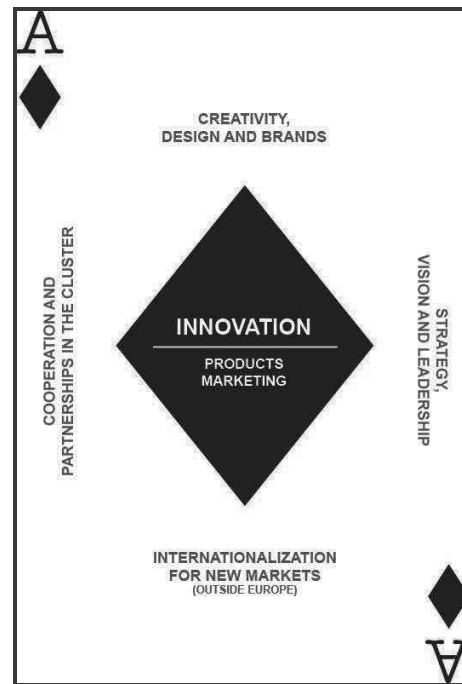 A
CREATIVITY,
DESIGN AND BRANDS
COOPERATION AND
PARTNERSHIPS IN THE CLUSTER
INNOVATION
PRODUCTS
MARKETING
STRATEGY,
VISION AND LEADERSHIP
INTERNATIONALIZATION
FOR NEW MARKETS
(OUTSIDE EUROPE)
A